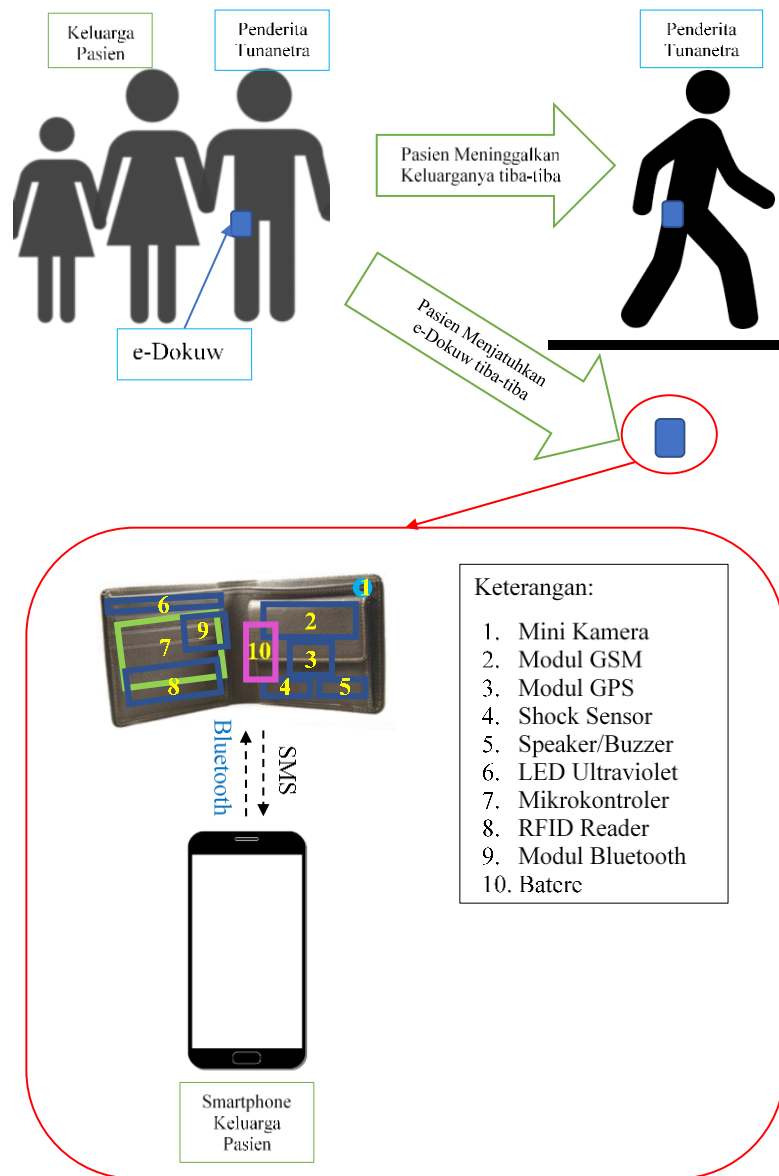 Keluarga
Pasien
Penderita
Tunanetra
Penderita
Tunanetra
Pasien Meninggalkan
Keluarganya tiba-tiba
Pasien Menjatuhkan
e-Dokuw tiba-tiba
e-Dokuw
1
2
3
4
5
6
7
8
9
10
Keterangan:
1. Mini Kamera
2. Modul GSM
3. Modul GPS
4. Shock Sensor
5. Speaker/Buzzer
6. LED Ultraviolet
7. Mikrokontroler
8. RFID Reader
9. Modul Bluetooth
10. Batere
Bluetooth
SMS
Smartphone
Keluarga
Pasien